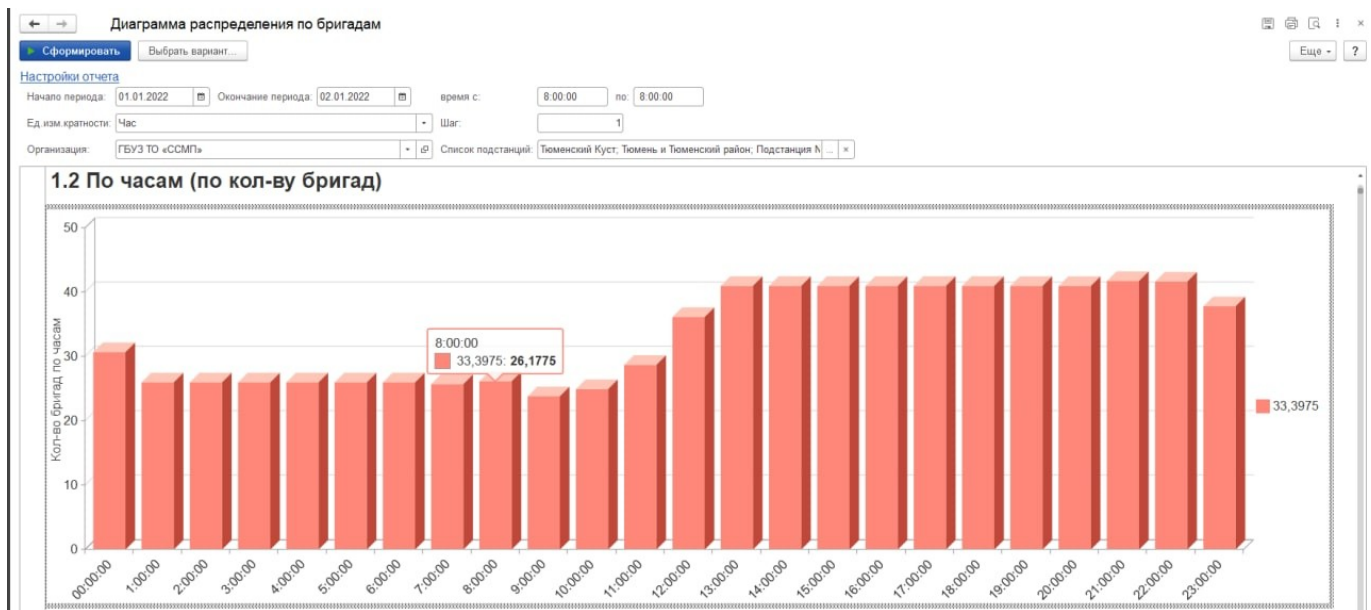 Диаграмма распределения по бригадам
Сформировать Выбрать вариант... Еще ?
Настройки отчета
Начало периода: 01.01.2022 Окончание периода: 02.01.2022 время с: 8:00:00 по: 8:00:00
Ед.изм.кратности: Час Шаг: 1
Организация: ГБУЗ ТО «ССМП» Список подстанций: Тюменский Куст; Тюмень и Тюменский район; Подстанция N ... ×
1.2 По часам (по кол-ву бригад)
Кол-во бригад по часам
50
40
30
20
10
0
8:00:00
33,3975: 26,1775
33,3975
00:00:00 1:00:00 2:00:00 3:00:00 4:00:00 5:00:00 6:00:00 7:00:00 8:00:00 9:00:00 10:00:00 11:00:00 12:00:00 13:00:00 14:00:00 15:00:00 16:00:00 17:00:00 18:00:00 19:00:00 20:00:00 21:00:00 22:00:00 23:00:00